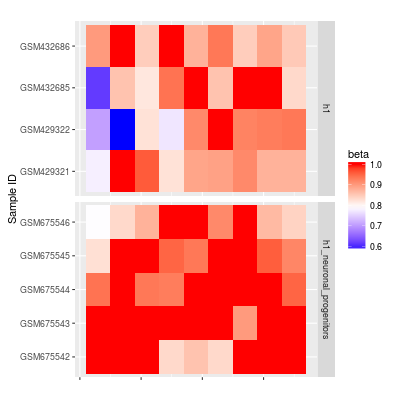 Sample ID
GSM432686
GSM432685
GSM429322
GSM429321
h1
GSM675546
GSM675545
GSM675544
GSM675543
GSM675542
h1_neuronal_progenitors
beta
1.0
0.9
0.8
0.7
0.6